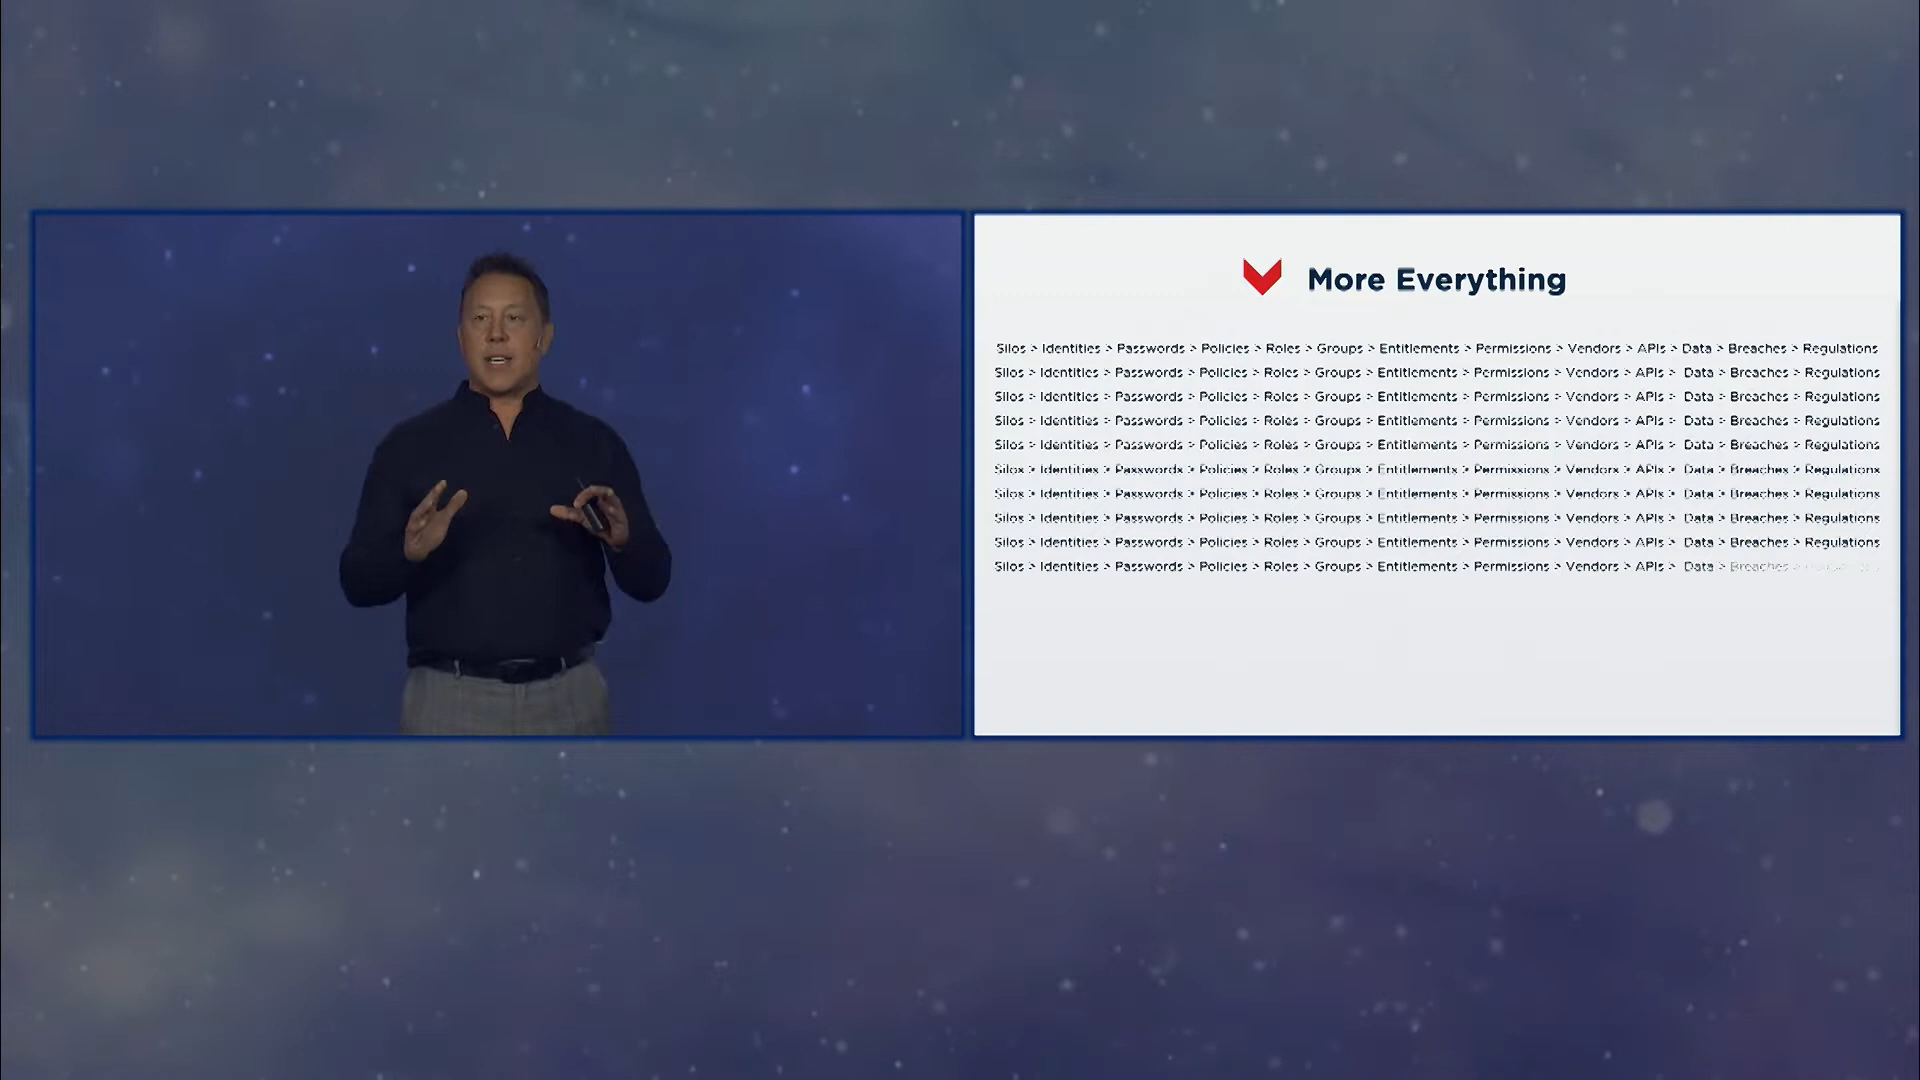 More Everything
Silos > Identities > Passwords > Policies > Roles > Groups > Entitlements > Permissions > Vendors > APIs > Data > Breaches > Regulations
Silos > Identities > Passwords > Policies > Roles > Groups > Entitlements > Permissions > Vendors > APIs > Data > Breaches > Regulations
Silos > Identities > Passwords > Policies > Roles > Groups > Entitlements > Permissions > Vendors > APIs > Data > Breaches > Regulations
Silos > Identities > Passwords > Policies > Roles > Groups > Entitlements > Permissions > Vendors > APIs > Data > Breaches > Regulations
Silos > Identities > Passwords > Policies > Roles > Groups > Entitlements > Permissions > Vendors > APIs > Data > Breaches > Regulations
Silos > Identities > Passwords > Policies > Roles > Groups > Entitlements > Permissions > Vendors > APIs > Data > Breaches > Regulations
Silos > Identities > Passwords > Policies > Roles > Groups > Entitlements > Permissions > Vendors > APIs > Data > Breaches > Regulations
Silos > Identities > Passwords > Policies > Roles > Groups > Entitlements > Permissions > Vendors > APIs > Data > Breaches > Regulations
Silos > Identities > Passwords > Policies > Roles > Groups > Entitlements > Permissions > Vendors > APIs > Data > Breaches > Regulations
Silos > Identities > Passwords > Policies > Roles > Groups > Entitlements > Permissions > Vendors > APIs > Data > Breaches >